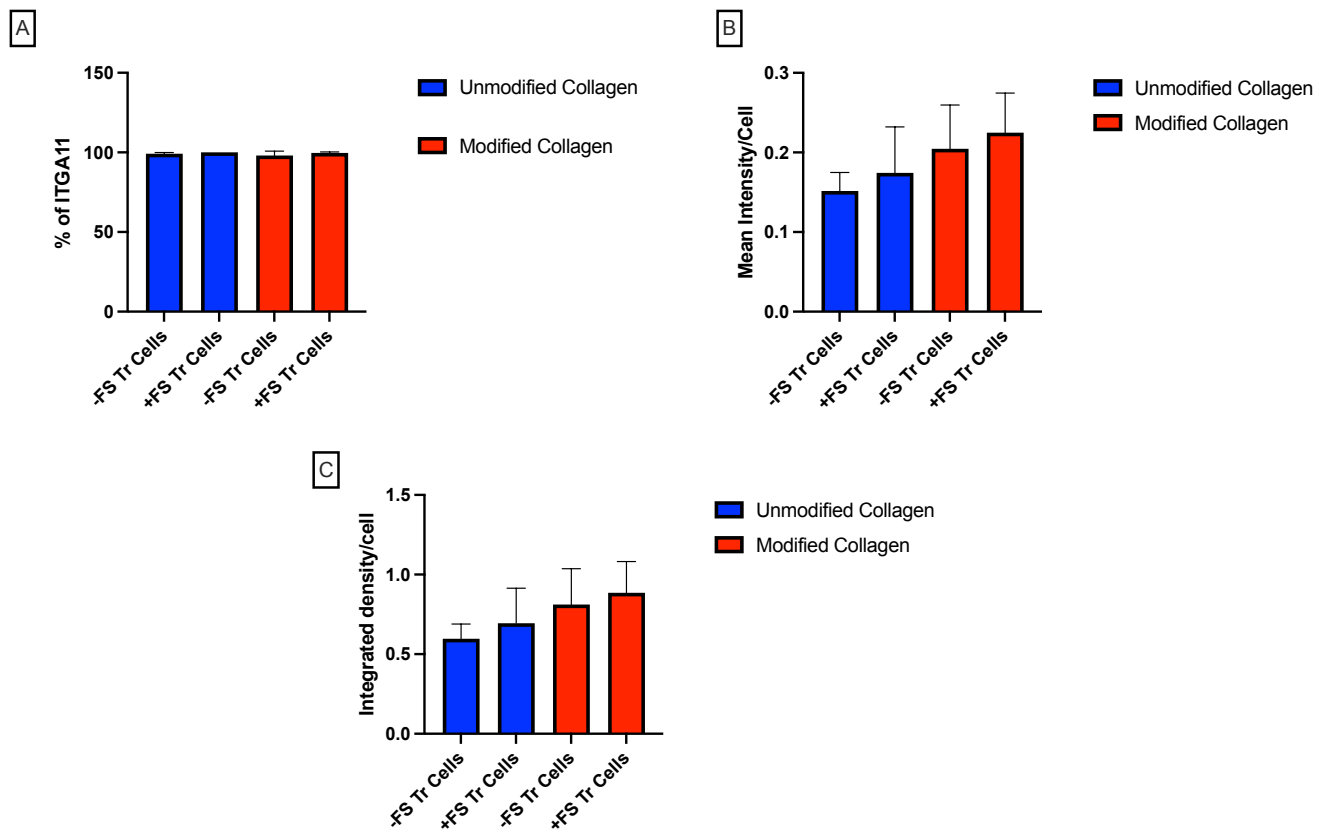 A
% of ITGA11
150
100
50
0
-FS Tr Cells
+FS Tr Cells
-FS Tr Cells
+FS Tr Cells
Unmodified Collagen
Modified Collagen
B
Mean Intensity/Cell
0.3
0.2
0.1
0.0
-FS Tr Cells
+FS Tr Cells
-FS Tr Cells
+FS Tr Cells
Unmodified Collagen
Modified Collagen
C
Integrated density/cell
1.5
1.0
0.5
0.0
-FS Tr Cells
+FS Tr Cells
-FS Tr Cells
+FS Tr Cells
Unmodified Collagen
Modified Collagen